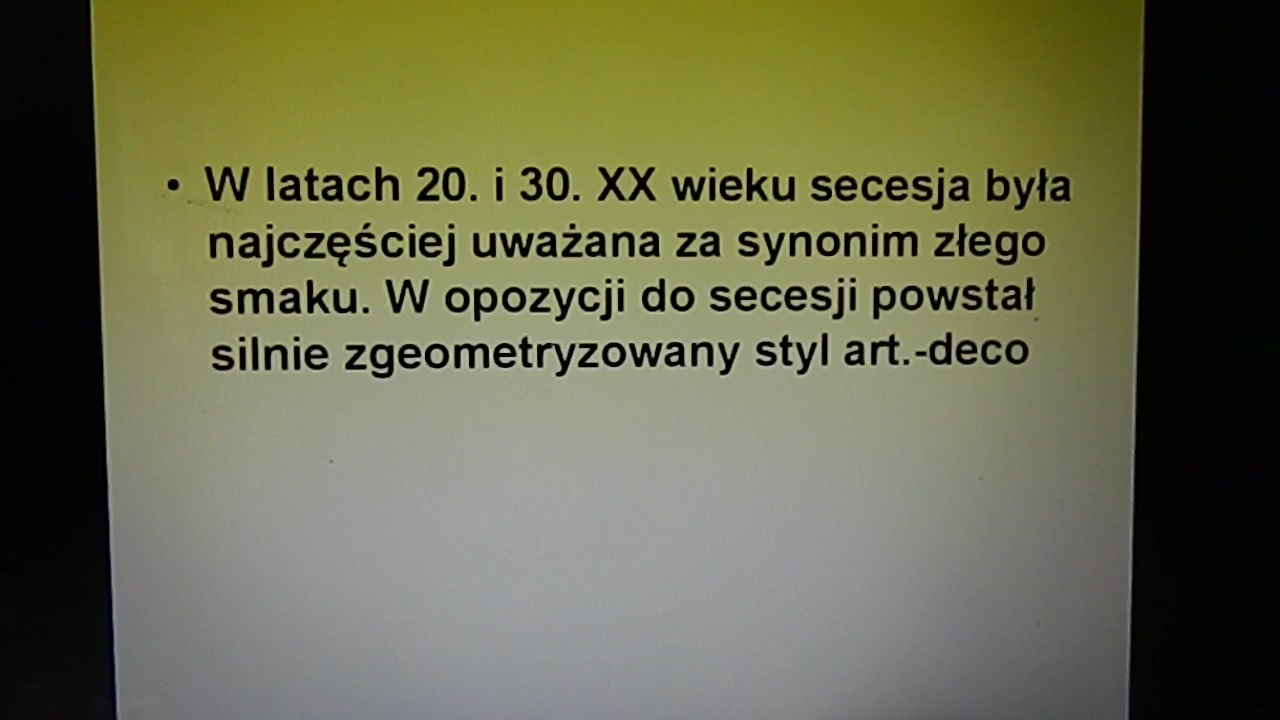 • W latach 20. i 30. XX wieku secesja była
najczęściej uważana za synonim złego
smaku. W opozycji do secesji powstał
silnie zgeometryzowany styl art.-deco